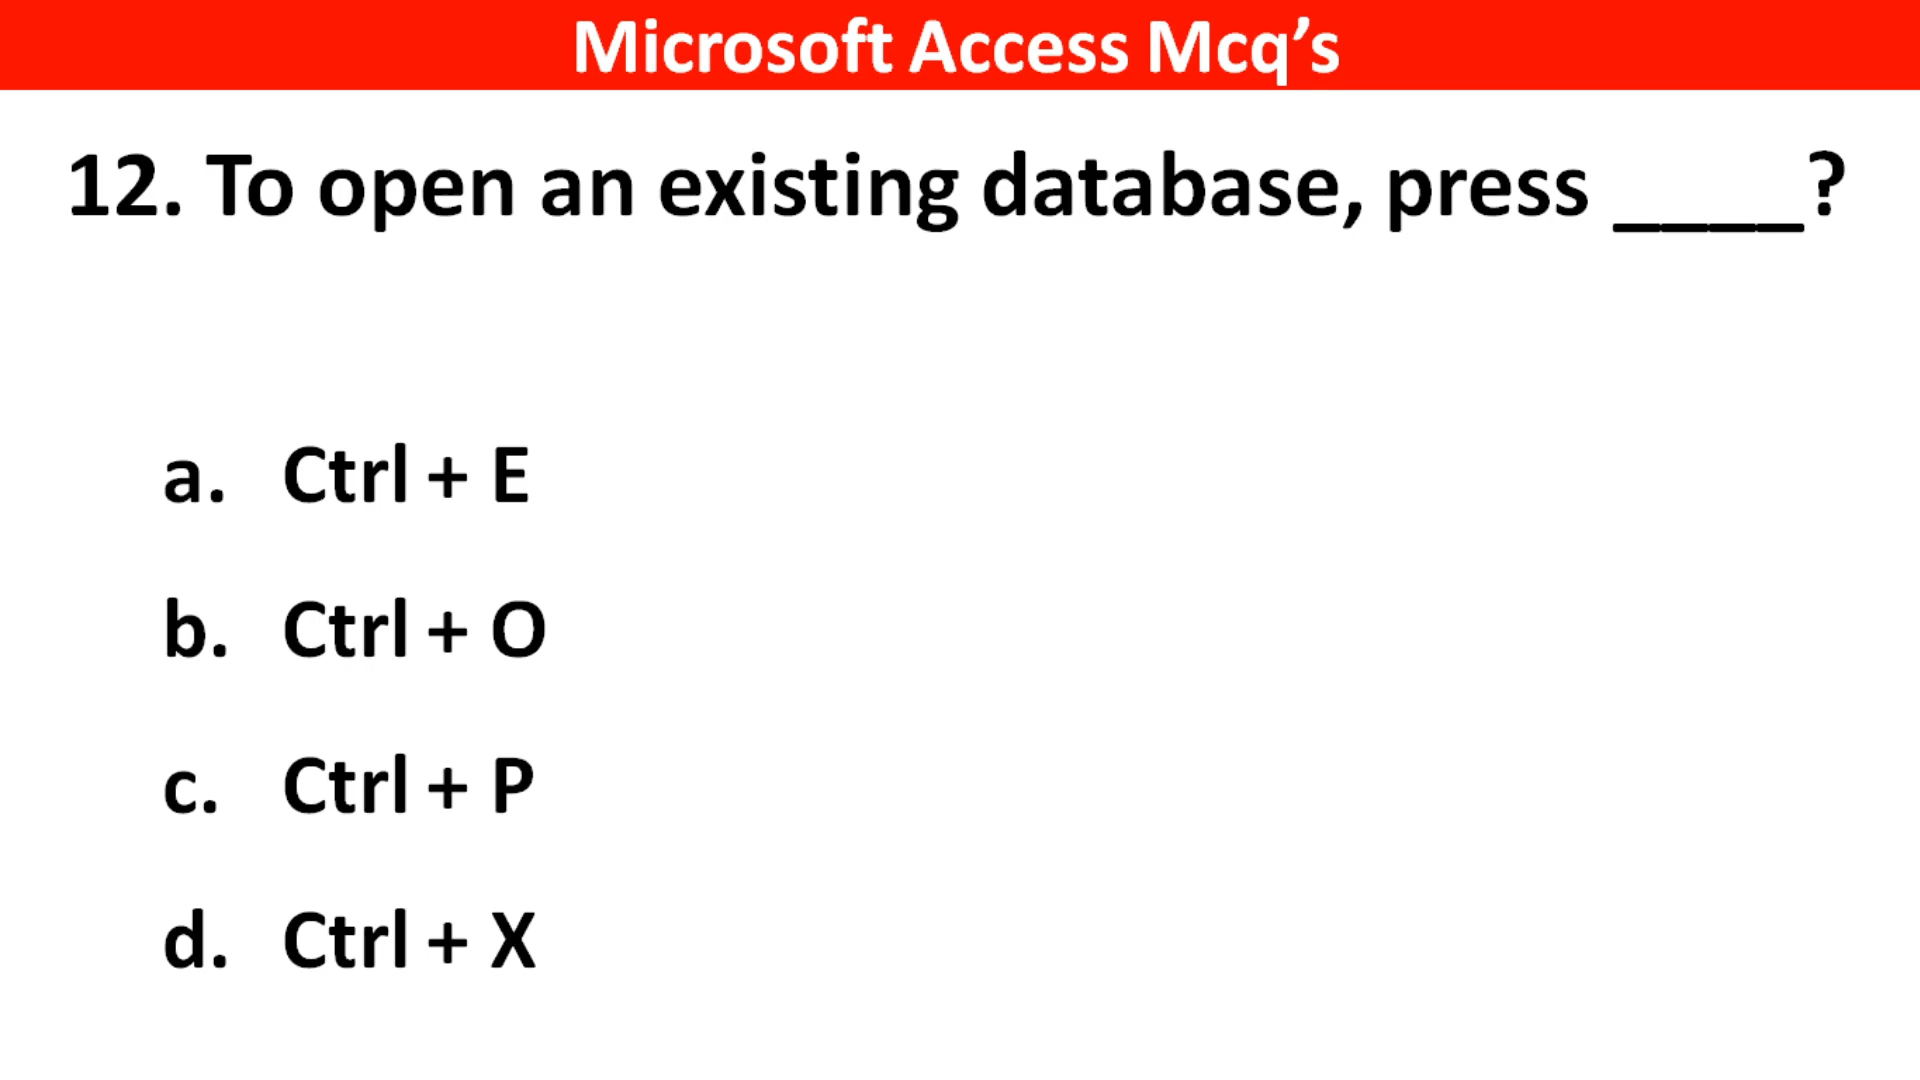 Microsoft Access Mcq’s
12. To open an existing database, press ____?
a. Ctrl + E
b. Ctrl + O
c. Ctrl + P
d. Ctrl + X